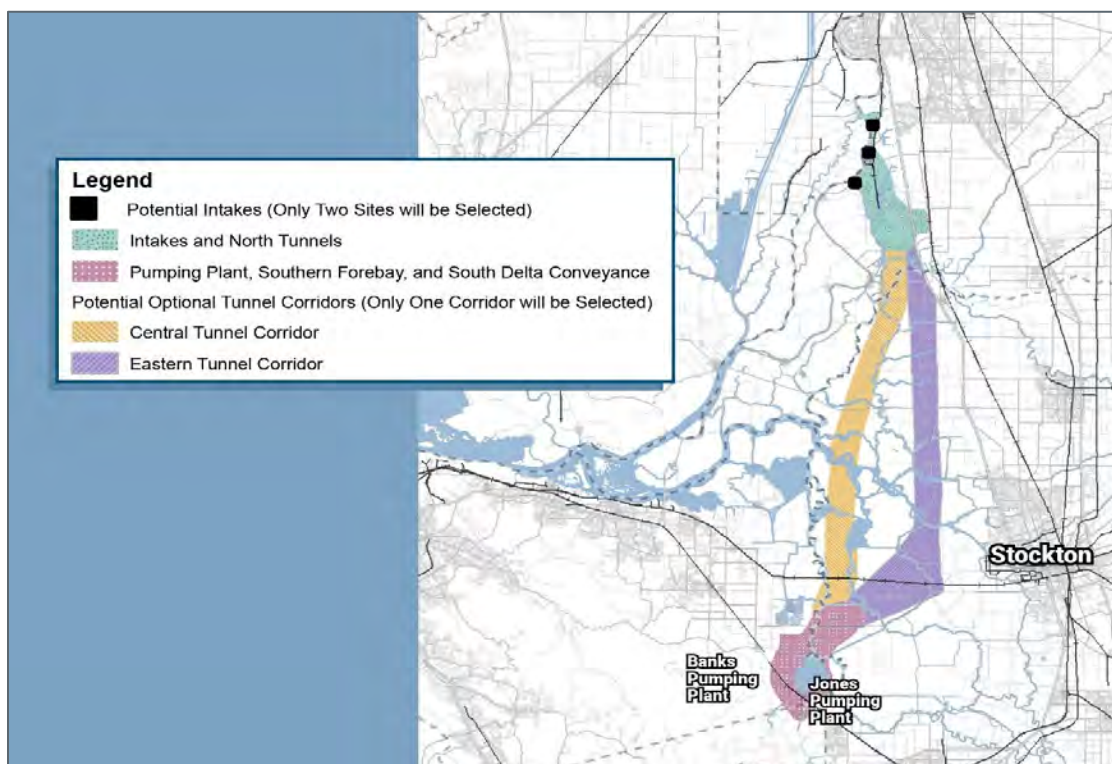 Legend
Potential Intakes (Only Two Sites will be Selected)
Intakes and North Tunnels
Pumping Plant, Southern Forebay, and South Delta Conveyance
Potential Optional Tunnel Corridors (Only One Corridor will be Selected)
Central Tunnel Corridor
Eastern Tunnel Corridor
Stockton
Banks
Pumping
Plant
Jones
Pumping
Plant